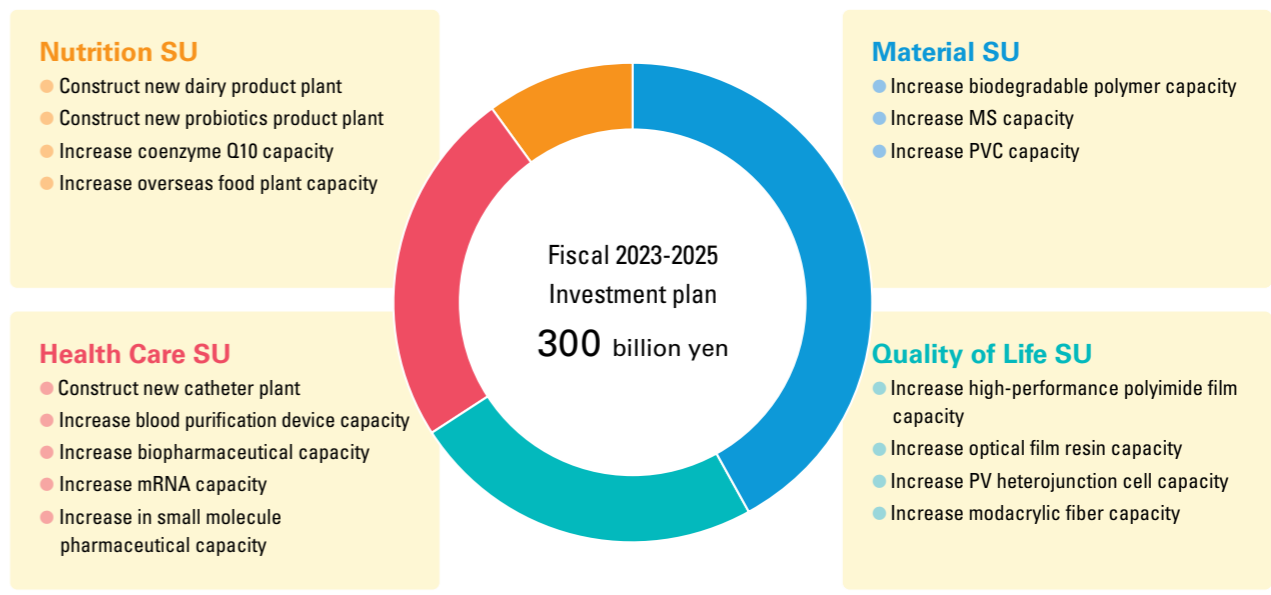 Nutrition SU
Construct new dairy product plant
Construct new probiotics product plant
Increase coenzyme Q10 capacity
Increase overseas food plant capacity
Material SU
Increase biodegradable polymer capacity
Increase MS capacity
Increase PVC capacity
Fiscal 2023-2025
Investment plan
300 billion yen
Health Care SU
Construct new catheter plant
Increase blood purification device capacity
Increase biopharmaceutical capacity
Increase mRNA capacity
Increase in small molecule
pharmaceutical capacity
Quality of Life SU
Increase high-performance polyimide film
capacity
Increase optical film resin capacity
Increase PV heterojunction cell capacity
Increase modacrylic fiber capacity